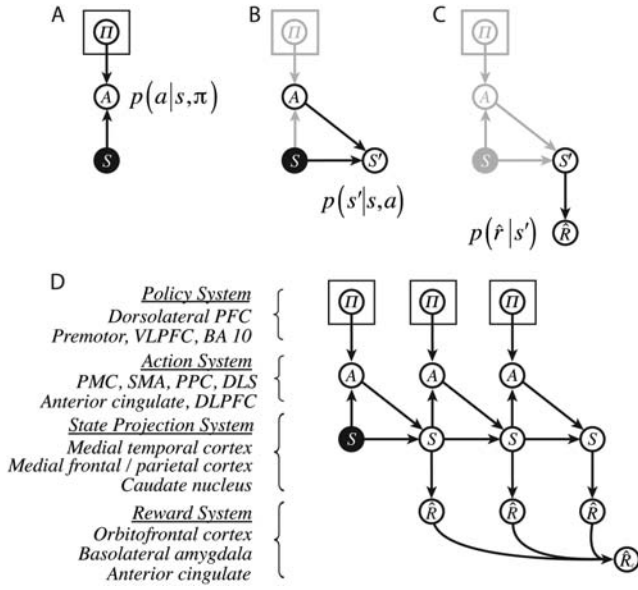 A
B
C
Π
Π
Π
A
p(a|s,π)
A
A
S
S
S'
S
S'
p(s'|s,a)
p(r̂|s')
R̂
D
Policy System
Dorsolateral PFC
Premotor, VLPFC, BA 10
Π
Π
Π
Action System
PMC, SMA, PPC, DLS
Anterior cingulate, DLPFC
A
A
A
State Projection System
Medial temporal cortex
Medial frontal / parietal cortex
Caudate nucleus
S
S
S
S
Reward System
Orbitofrontal cortex
Basolateral amygdala
Anterior cingulate
R̂
R̂
R̂
R̂